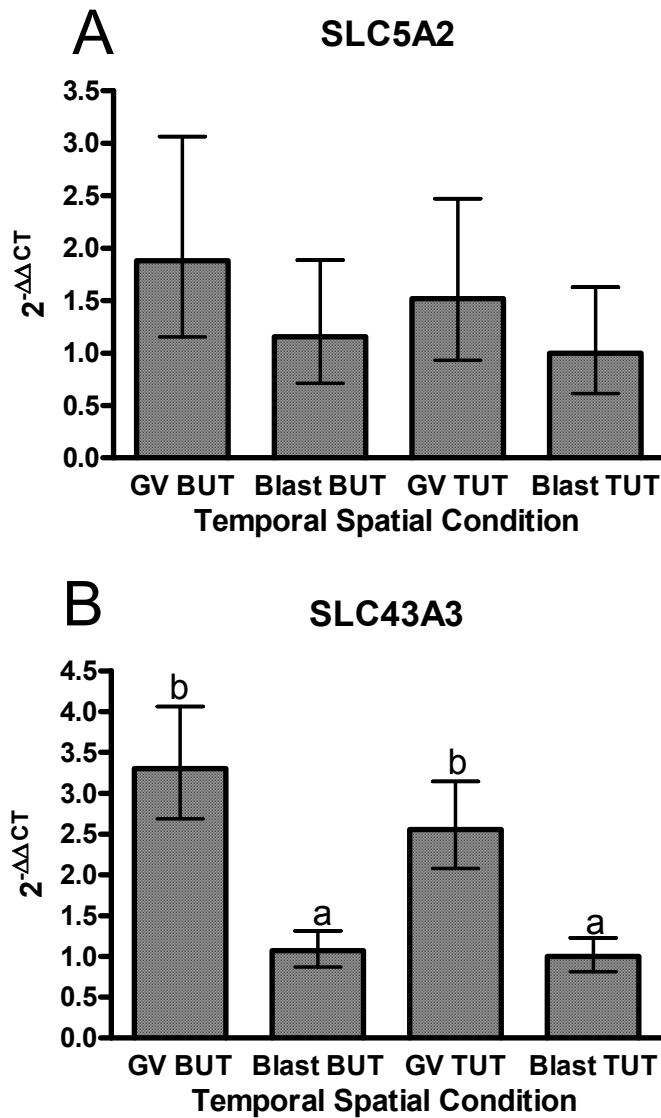 A
SLC5A2
3.5
3.0
2.5
2.0
1.5
1.0
0.5
0.0
2^-ΔΔCT
GV BUT Blast BUT GV TUT Blast TUT
Temporal Spatial Condition
B
SLC43A3
4.5
4.0
3.5
3.0
2.5
2.0
1.5
1.0
0.5
0.0
2^-ΔΔCT
b
a
b
a
GV BUT Blast BUT GV TUT Blast TUT
Temporal Spatial Condition